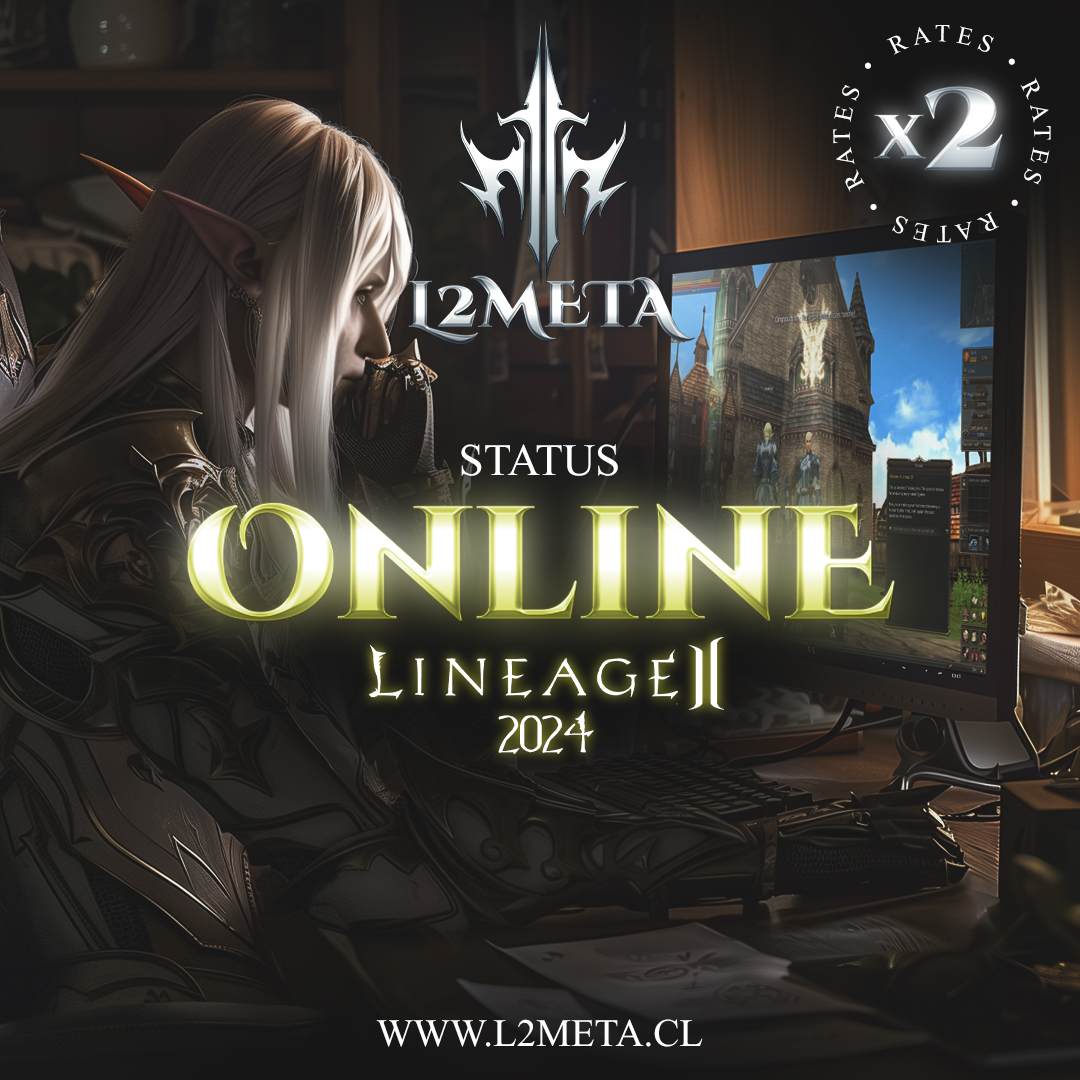 RATES • RATES • RATES • RATES •
x2
L2META
STATUS
ONLINE
LINEAGE II
2024
WWW.L2META.CL